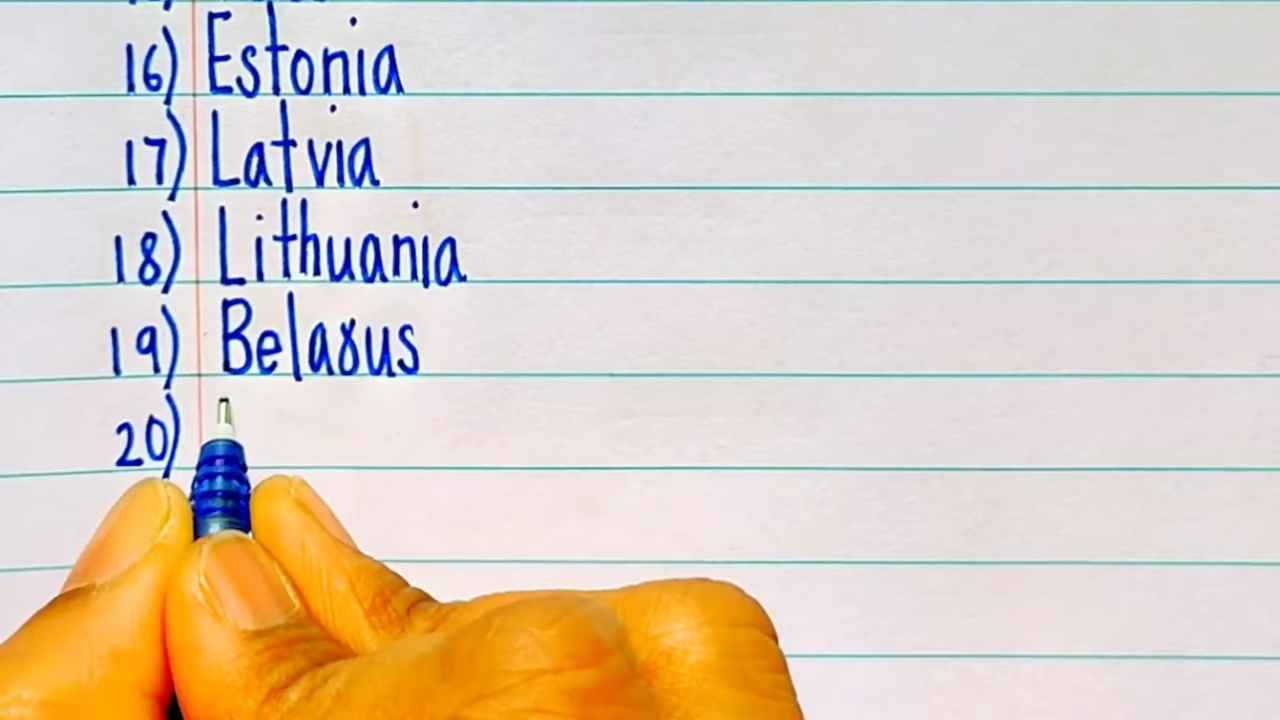 16) Estonia
17) Latvia
18) Lithuania
19) Belarus
20)